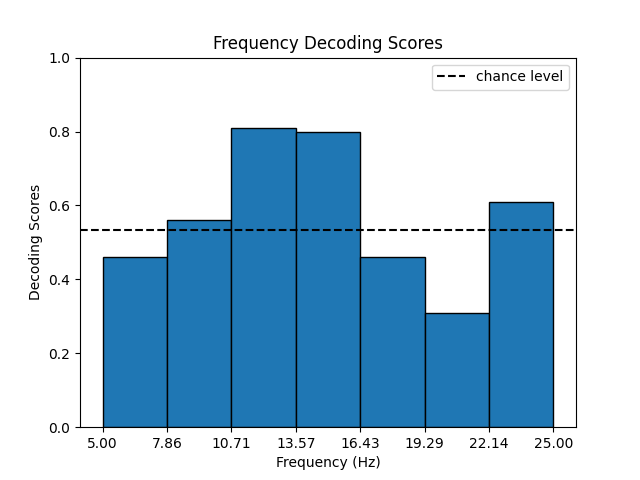 Frequency Decoding Scores
chance level
1.0
0.8
0.6
0.4
0.2
0.0
Decoding Scores
5.00 7.86 10.71 13.57 16.43 19.29 22.14 25.00
Frequency (Hz)